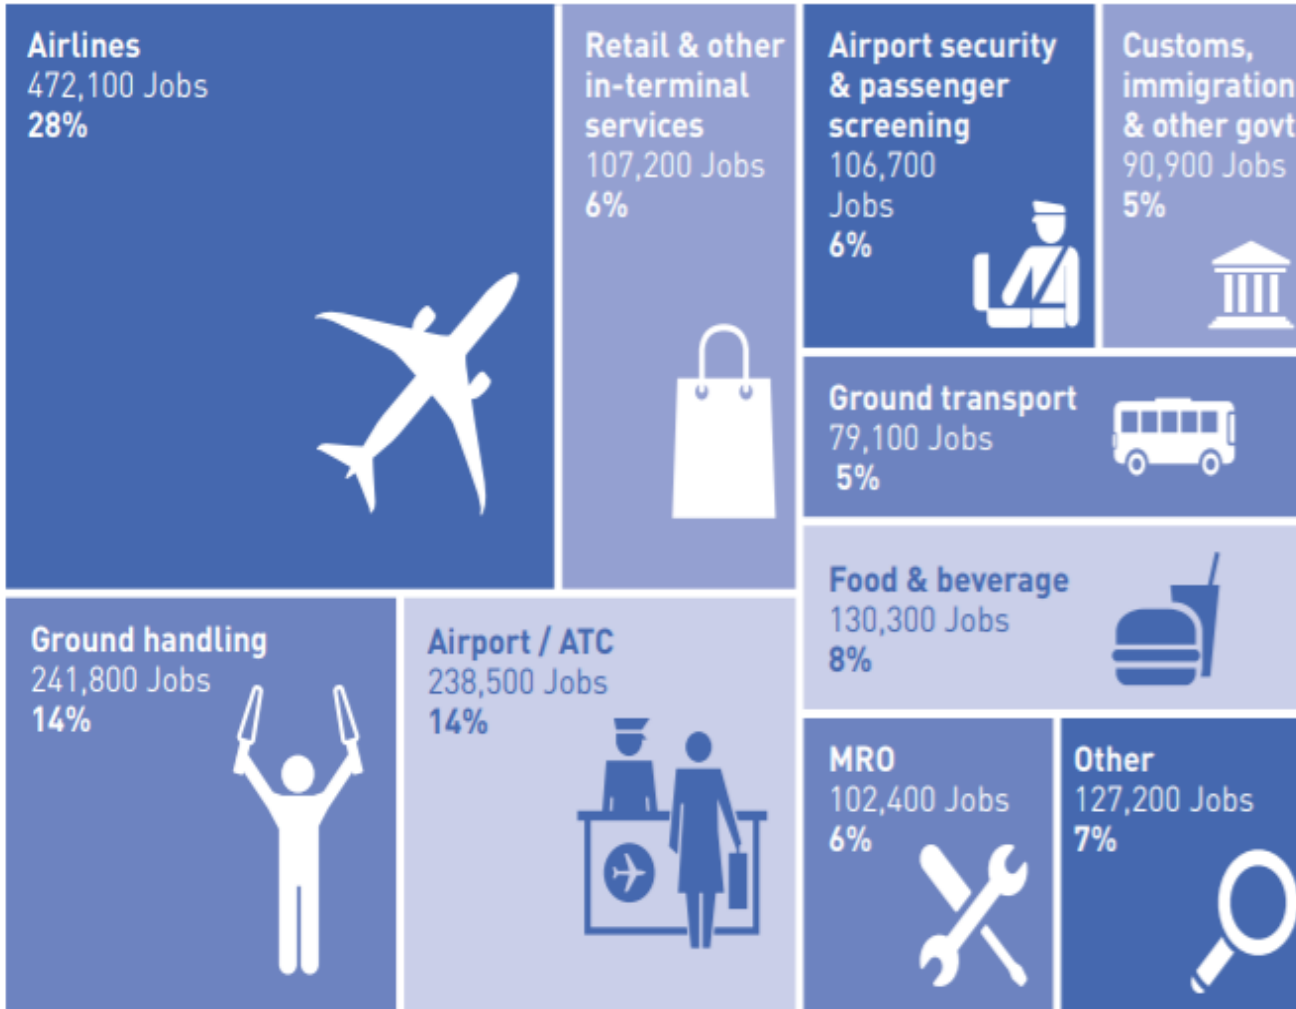 Airlines
472,100 Jobs
28%
Retail & other
in-terminal
services
107,200 Jobs
6%
Airport security
& passenger
screening
106,700
Jobs
6%
Customs,
immigration
& other govt
90,900 Jobs
5%
Ground transport
79,100 Jobs
5%
Food & beverage
130,300 Jobs
8%
Ground handling
241,800 Jobs
14%
Airport / ATC
238,500 Jobs
14%
MRO
102,400 Jobs
6%
Other
127,200 Jobs
7%